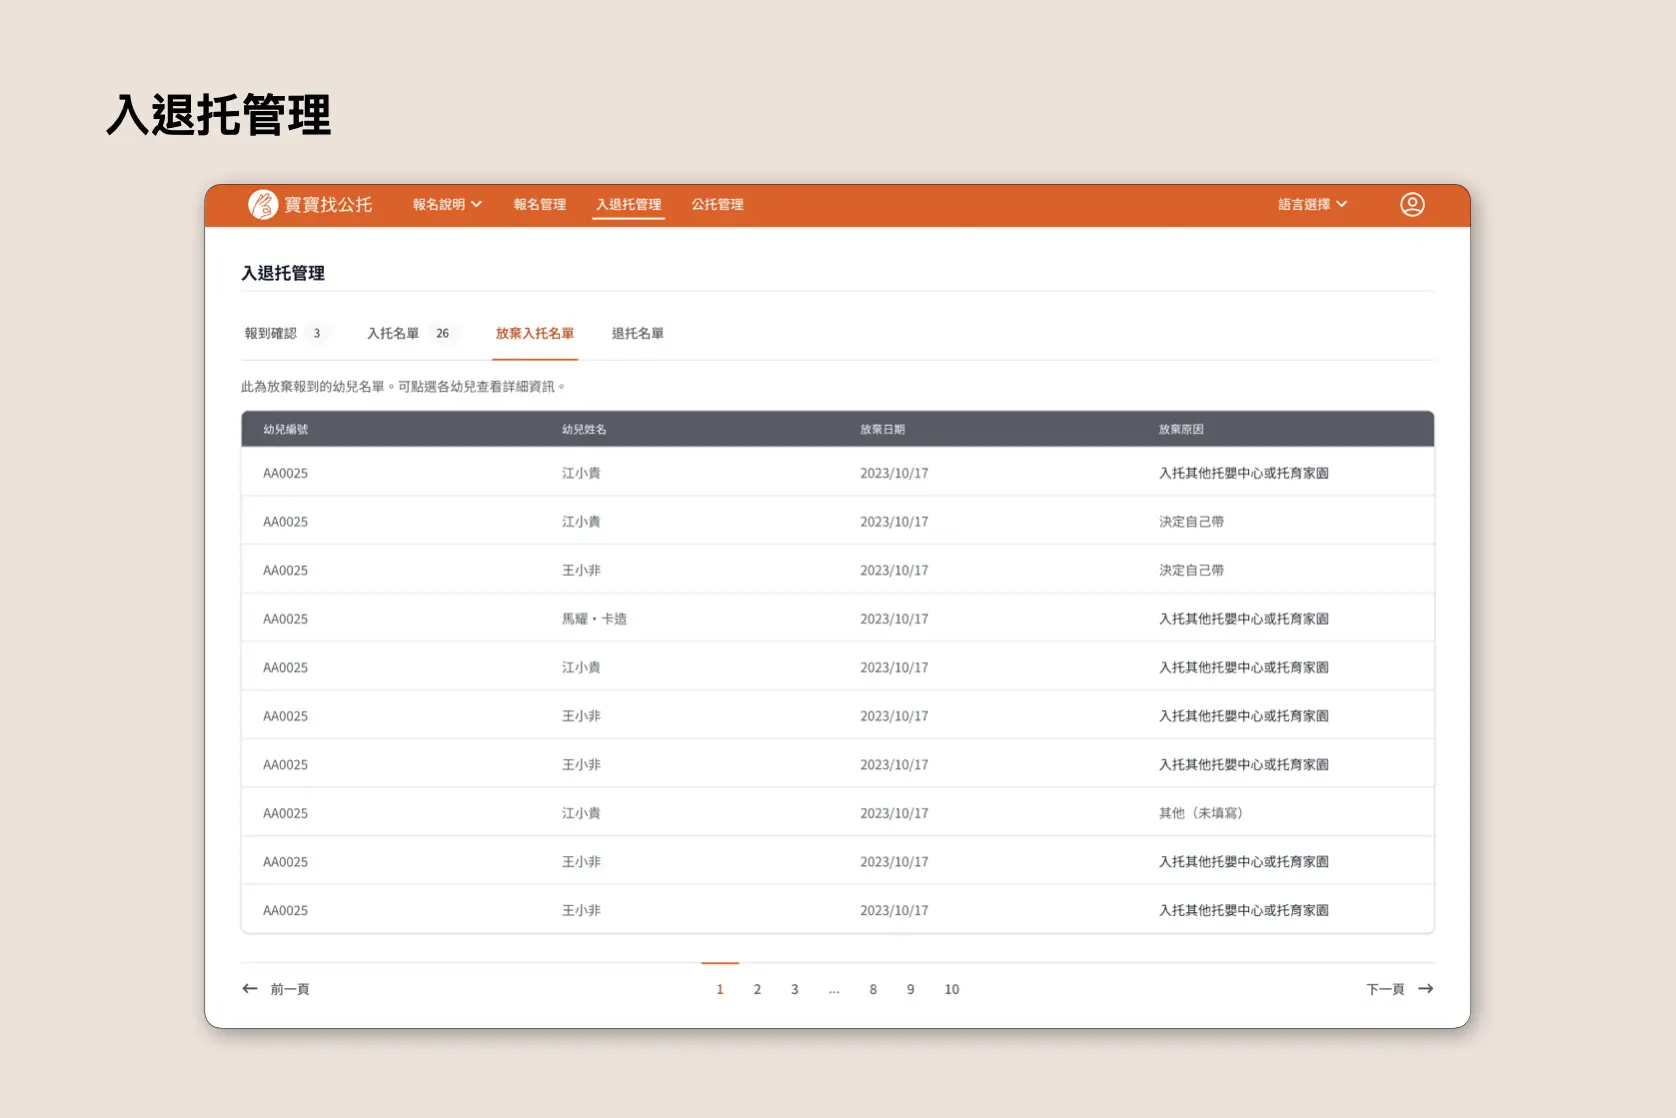 入退托管理
寶寶找公托 報名說明 報名管理 入退托管理 公托管理 語言選擇
入退托管理
報到確認 3 入托名單 26 放棄入托名單 退托名單
此為放棄報到的幼兒名單。可點選各幼兒查看詳細資訊。
幼兒編號 幼兒姓名 放棄日期 放棄原因
AA0025 江小貴 2023/10/17 入托其他托嬰中心或托育家園
AA0025 江小貴 2023/10/17 決定自己帶
AA0025 王小非 2023/10/17 決定自己帶
AA0025 馬耀・卡造 2023/10/17 入托其他托嬰中心或托育家園
AA0025 江小貴 2023/10/17 入托其他托嬰中心或托育家園
AA0025 王小非 2023/10/17 入托其他托嬰中心或托育家園
AA0025 王小非 2023/10/17 入托其他托嬰中心或托育家園
AA0025 江小貴 2023/10/17 其他（未填寫）
AA0025 王小非 2023/10/17 入托其他托嬰中心或托育家園
AA0025 王小非 2023/10/17 入托其他托嬰中心或托育家園
← 前一頁 1 2 3 ... 8 9 10 下一頁 →